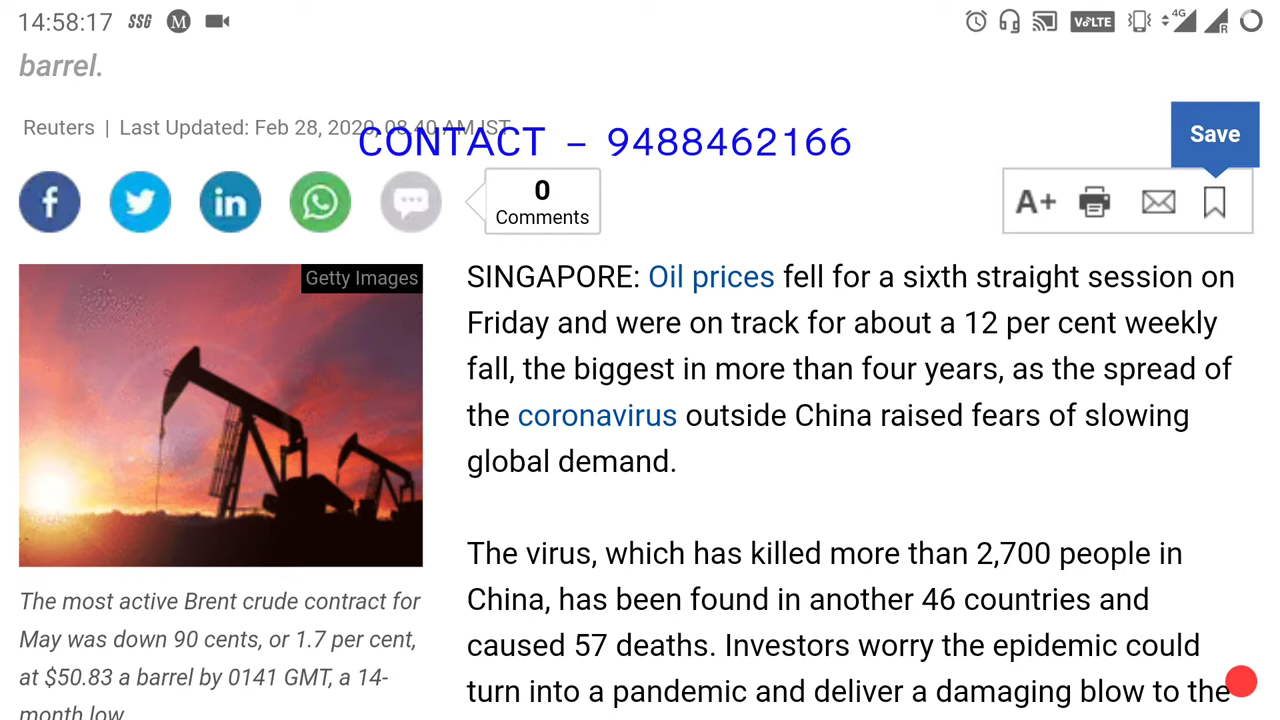 14:58:17 SSG M VoLTE 4G R
barrel.
Reuters | Last Updated: Feb 28, 2020, 08.40 AM IST
CONTACT – 9488462166
Save
0
Comments
A+
Getty Images
SINGAPORE: Oil prices fell for a sixth straight session on
Friday and were on track for about a 12 per cent weekly
fall, the biggest in more than four years, as the spread of
the coronavirus outside China raised fears of slowing
global demand.
The virus, which has killed more than 2,700 people in
China, has been found in another 46 countries and
caused 57 deaths. Investors worry the epidemic could
turn into a pandemic and deliver a damaging blow to the
The most active Brent crude contract for
May was down 90 cents, or 1.7 per cent,
at $50.83 a barrel by 0141 GMT, a 14-
month low